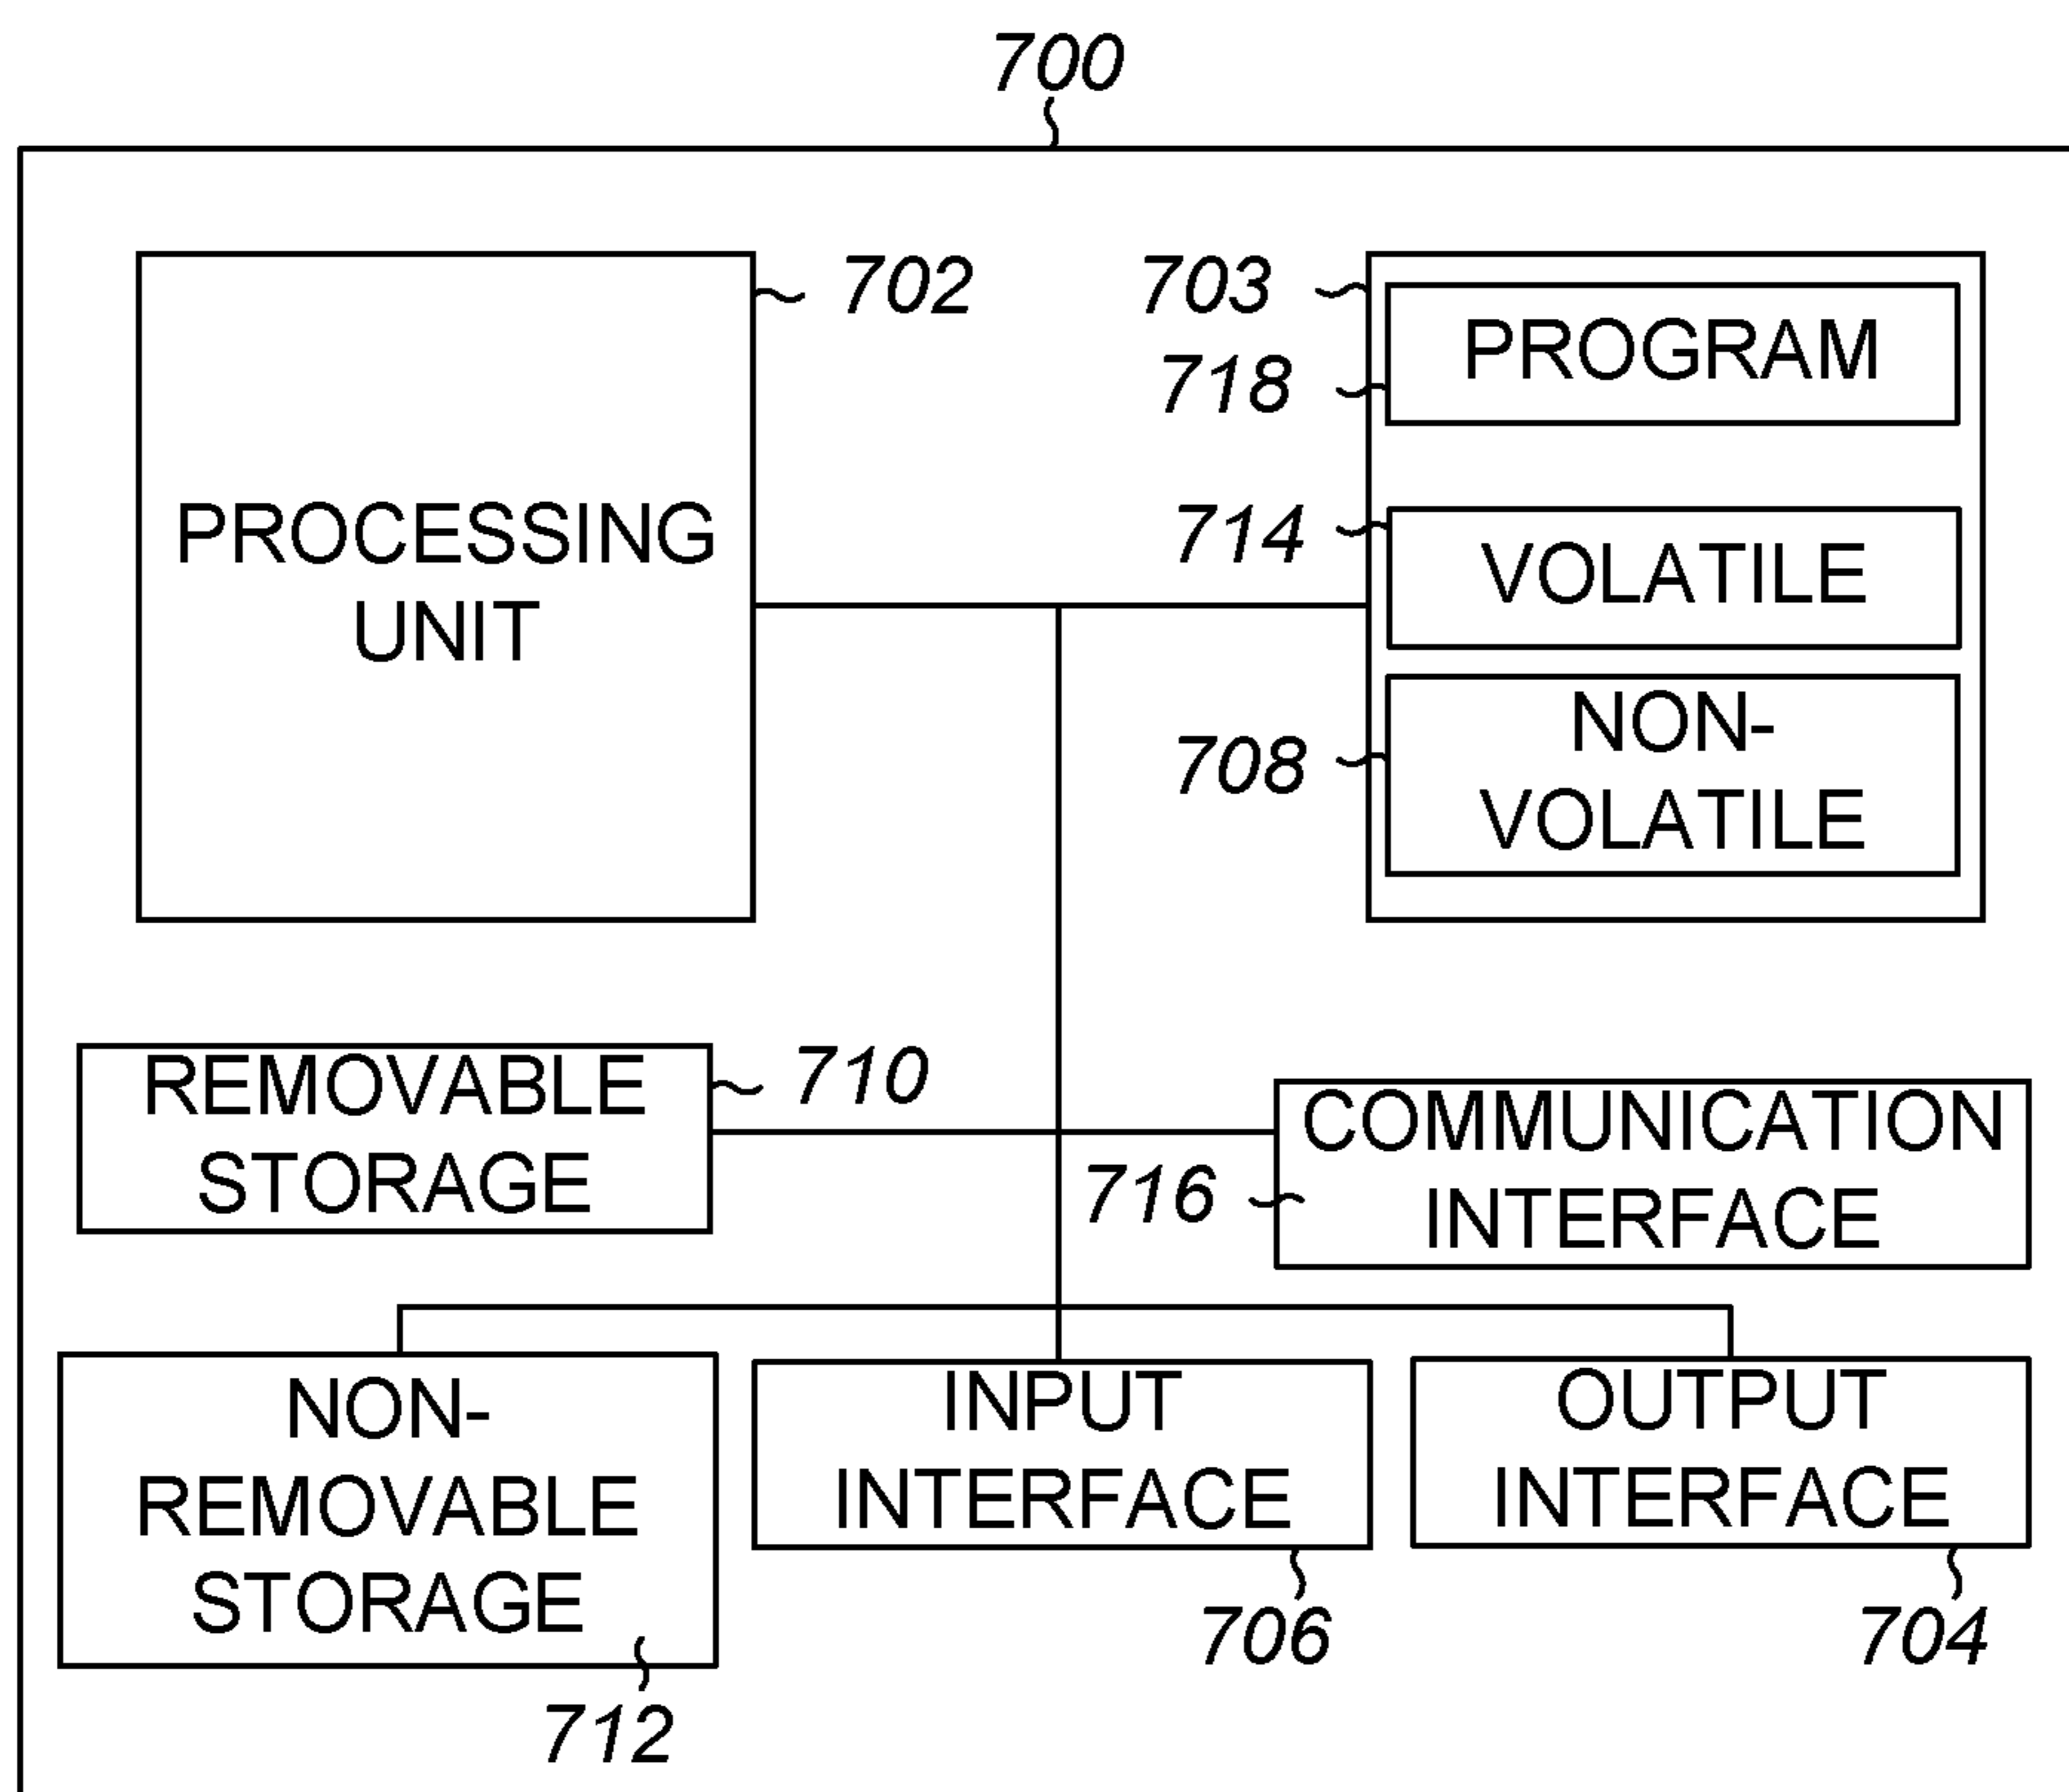 700
702
703
PROGRAM
718
PROCESSING
UNIT
714
VOLATILE
708
NON-
VOLATILE
REMOVABLE
STORAGE
710
COMMUNICATION
INTERFACE
716
NON-
REMOVABLE
STORAGE
712
INPUT
INTERFACE
706
OUTPUT
INTERFACE
704